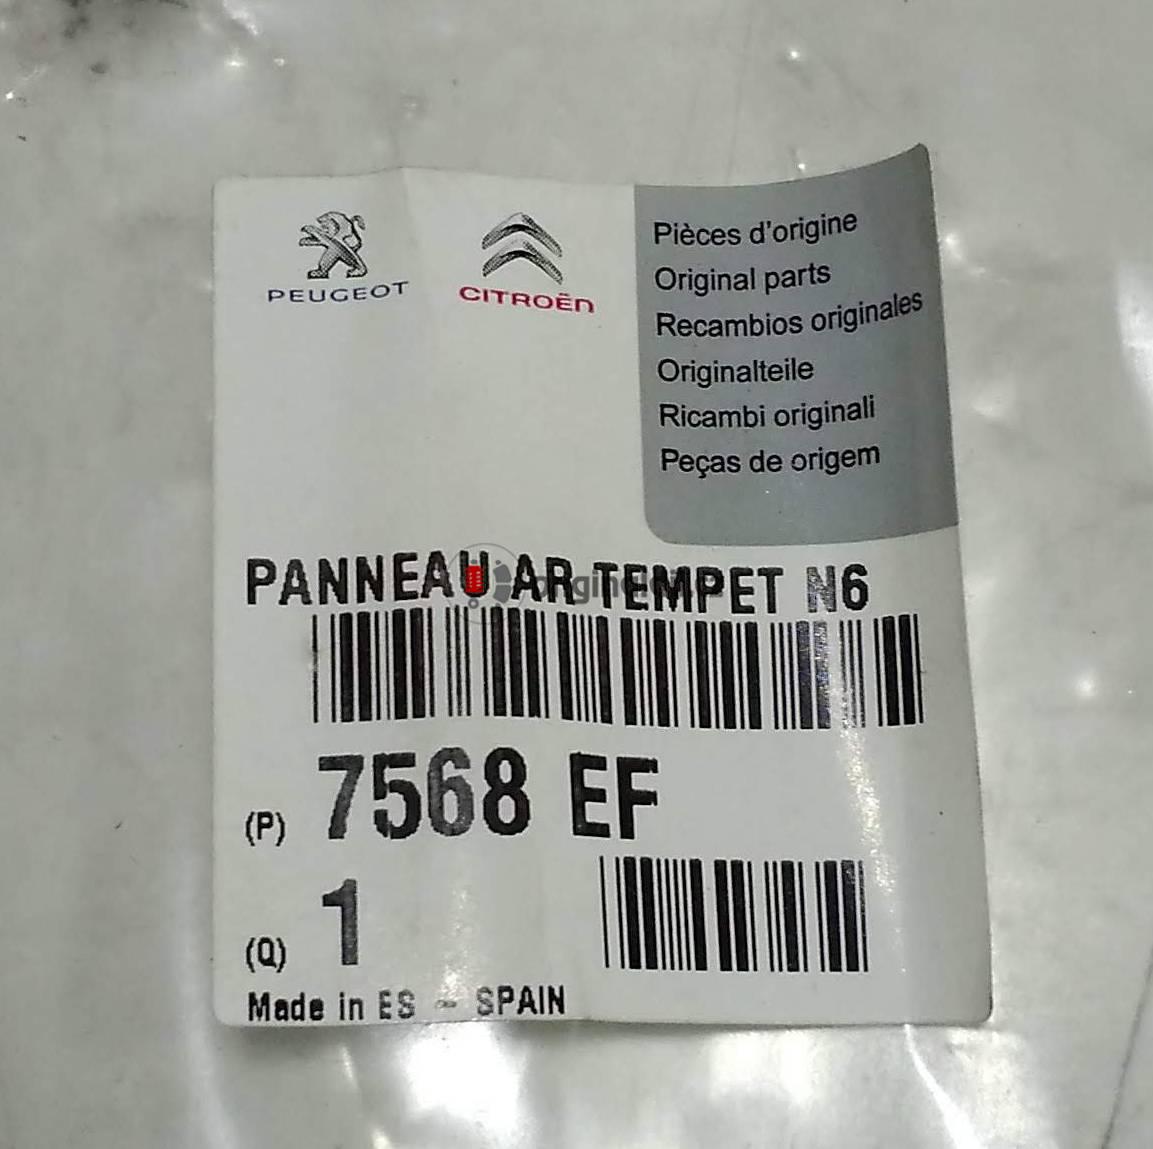 PEUGEOT
CITROËN
Pièces d'origine
Original parts
Recambios originales
Originalteile
Ricambi originali
Peças de origem
PANNEAU AR TEMPET N6
(P) 7568 EF
(Q) 1
Made in ES - SPAIN